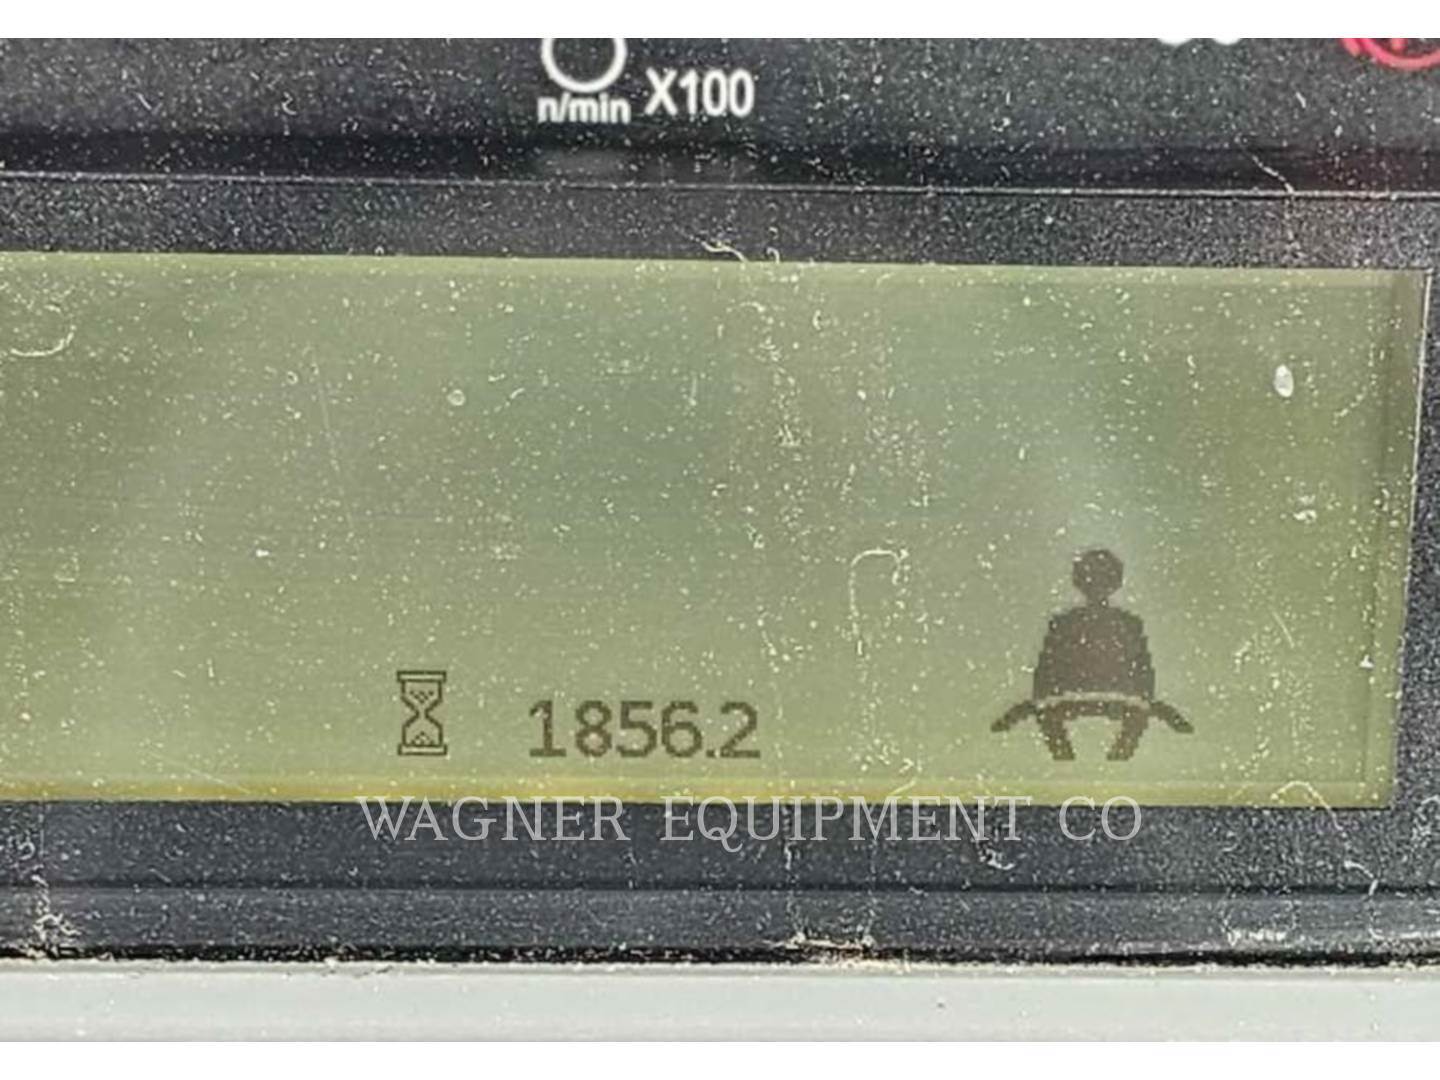 n/min X100
1856.2
WAGNER EQUIPMENT CO